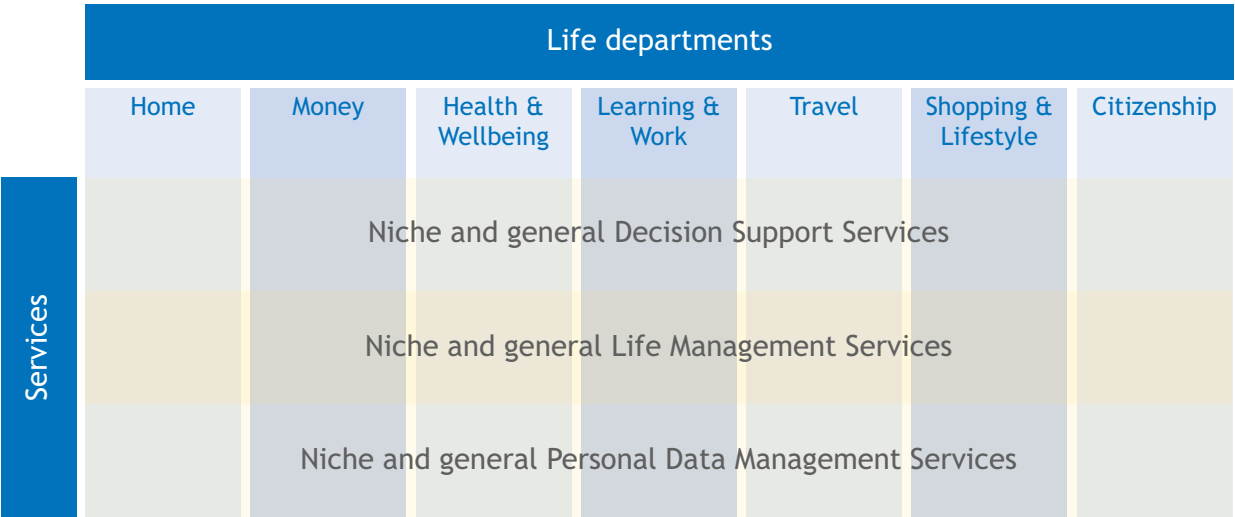 Life departments
Home
Money
Health &
Wellbeing
Learning &
Work
Travel
Shopping &
Lifestyle
Citizenship
Services
Niche and general Decision Support Services
Niche and general Life Management Services
Niche and general Personal Data Management Services